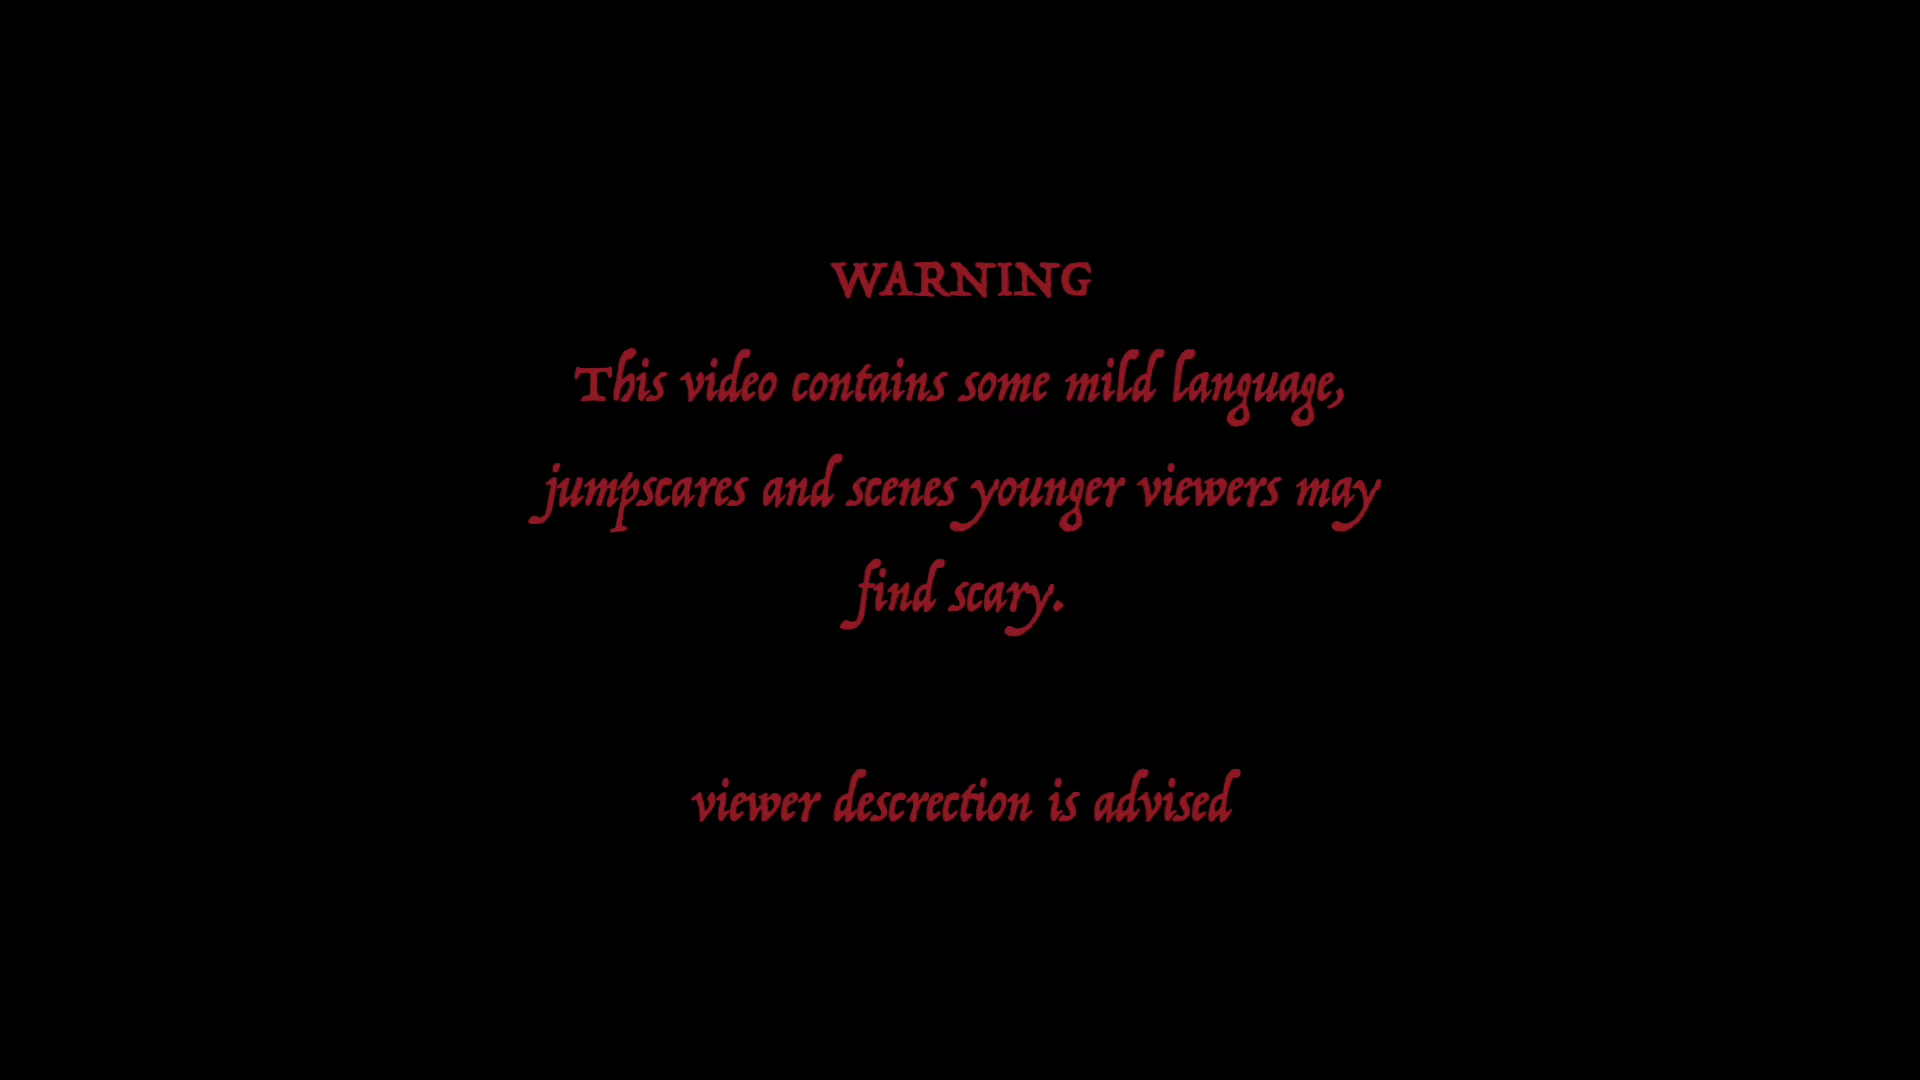 WARNING
This video contains some mild language,
jumpscares and scenes younger viewers may
find scary.
viewer descrection is advised